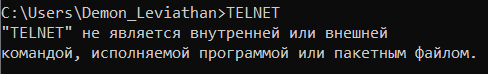 C:\Users\Demon_Leviathan>TELNET
"TELNET" не является внутренней или внешней
командой, исполняемой программой или пакетным файлом.